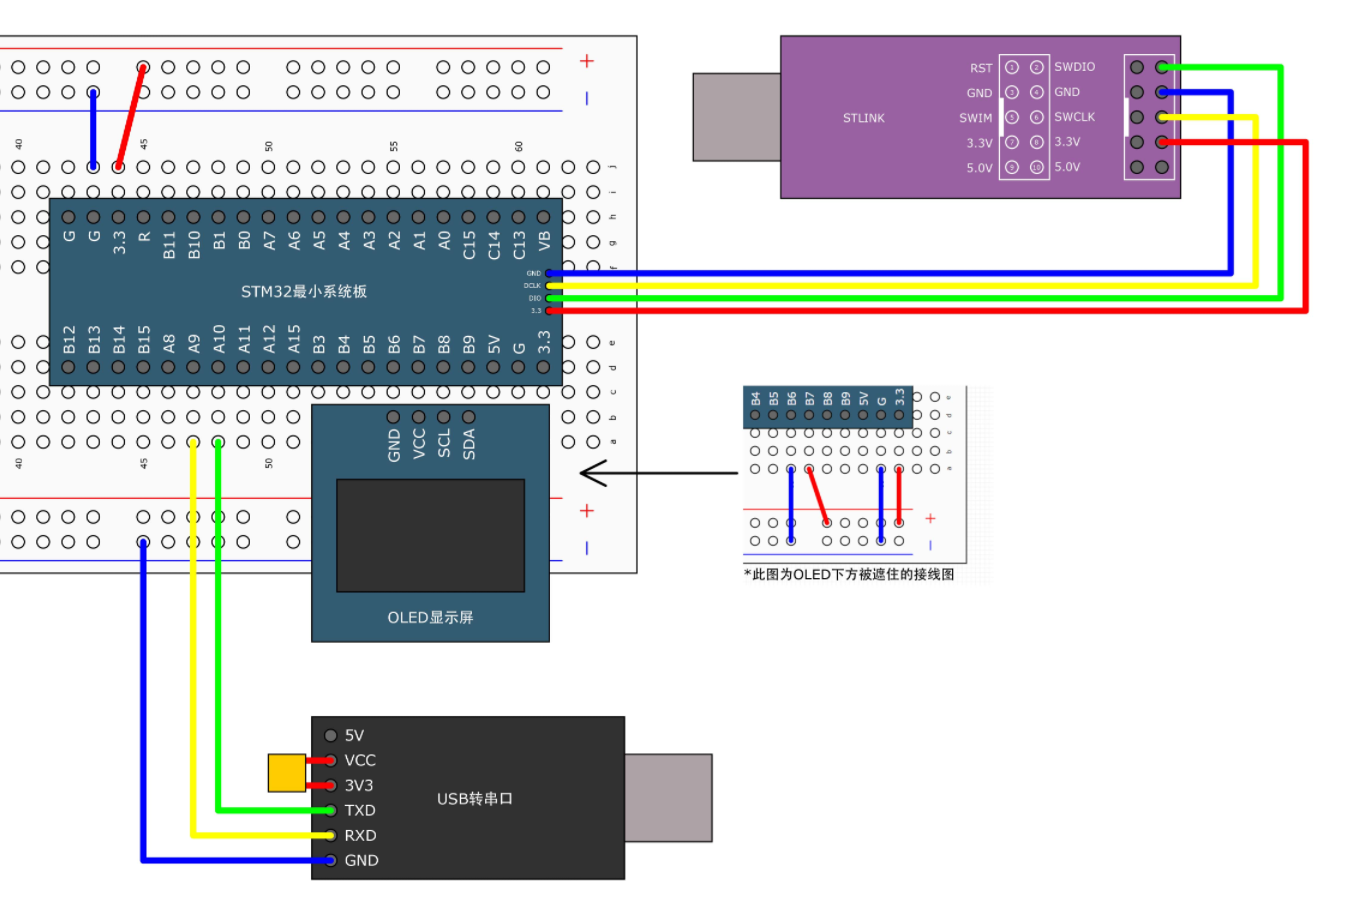 +
−
40
45
50
55
60
j
i
h
g
f
G G 3.3 R B11 B10 B1 B0 A7 A6 A5 A4 A3 A2 A1 A0 C15 C14 C13 VB
STM32最小系统板
GND
DCLK
DIO
3.3
B12 B13 B14 B15 A8 A9 A10 A11 A12 A15 B3 B4 B5 B6 B7 B8 B9 5V G 3.3
e
d
c
b
a
40
45
50
+
−
GND VCC SCL SDA
OLED显示屏
STLINK
RST 1 2 SWDIO
GND 3 4 GND
SWIM 5 6 SWCLK
3.3V 7 8 3.3V
5.0V 9 10 5.0V
B4 B5 B6 B7 B8 B9 5V G 3.3
e
d
c
b
a
+
−
*此图为OLED下方被遮住的接线图
5V
VCC
3V3
TXD
RXD
GND
USB转串口